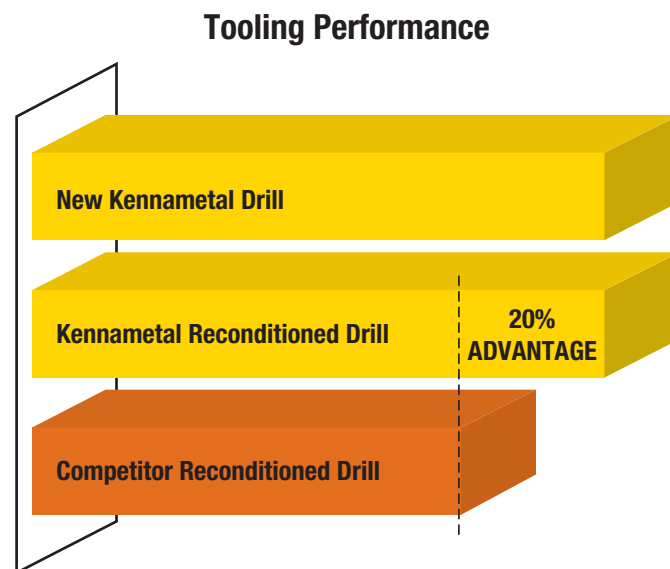 Tooling Performance
New Kennametal Drill
Kennametal Reconditioned Drill
20%
ADVANTAGE
Competitor Reconditioned Drill